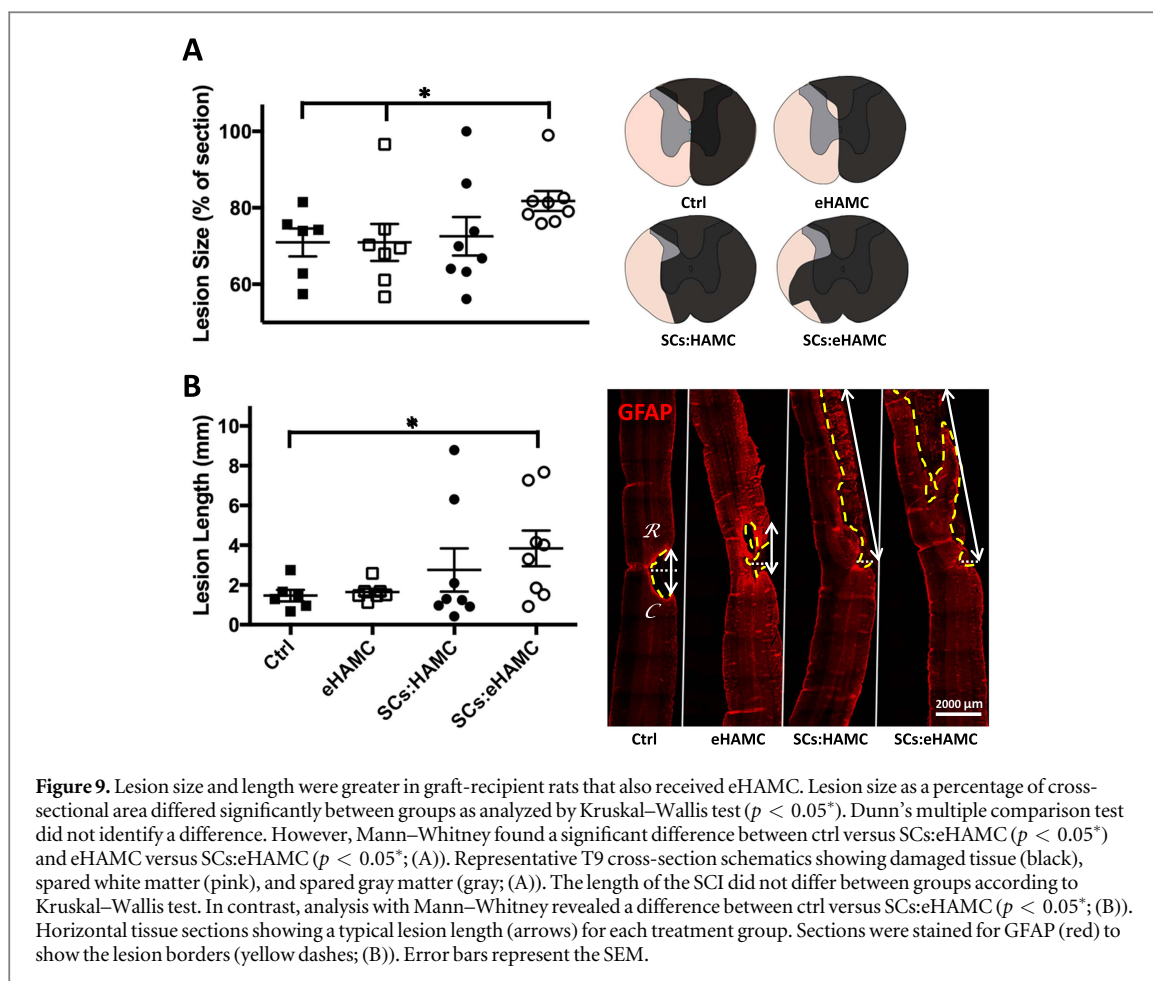 A
*
Lesion Size (% of section)
100
80
60
Ctrl
eHAMC
SCs:HAMC
SCs:eHAMC
B
*
Lesion Length (mm)
10
8
6
4
2
0
Ctrl
eHAMC
SCs:HAMC
SCs:eHAMC
GFAP
R
C
2000 µm
Ctrl
eHAMC
SCs:HAMC
SCs:eHAMC
Figure 9. Lesion size and length were greater in graft-recipient rats that also received eHAMC. Lesion size as a percentage of cross-
sectional area differed significantly between groups as analyzed by Kruskal–Wallis test (p < 0.05*). Dunn's multiple comparison test
did not identify a difference. However, Mann–Whitney found a significant difference between ctrl versus SCs:eHAMC (p < 0.05*)
and eHAMC versus SCs:eHAMC (p < 0.05*; (A)). Representative T9 cross-section schematics showing damaged tissue (black),
spared white matter (pink), and spared gray matter (gray; (A)). The length of the SCI did not differ between groups according to
Kruskal–Wallis test. In contrast, analysis with Mann–Whitney revealed a difference between ctrl versus SCs:eHAMC (p < 0.05*; (B)).
Horizontal tissue sections showing a typical lesion length (arrows) for each treatment group. Sections were stained for GFAP (red) to
show the lesion borders (yellow dashes; (B)). Error bars represent the SEM.